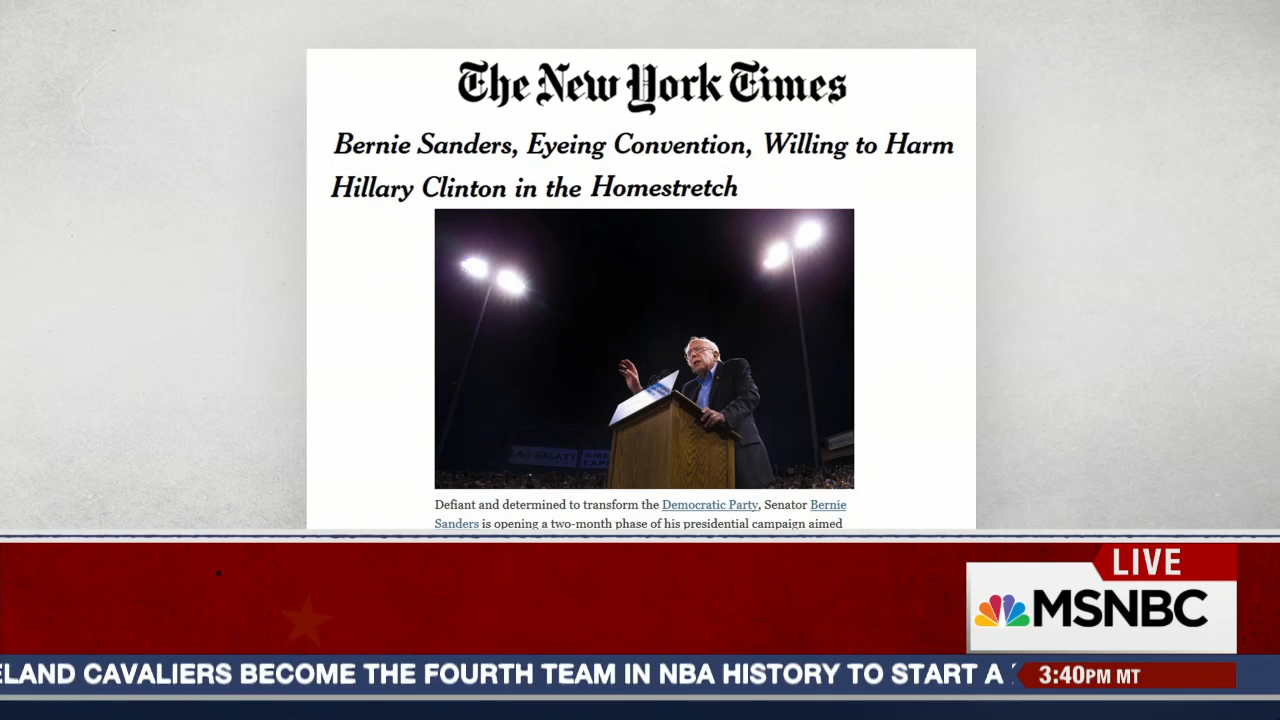 The New York Times
Bernie Sanders, Eyeing Convention, Willing to Harm
Hillary Clinton in the Homestretch
LA GALAXY
Defiant and determined to transform the Democratic Party, Senator Bernie
Sanders is opening a two-month phase of his presidential campaign aimed
LIVE
MSNBC
ELAND CAVALIERS BECOME THE FOURTH TEAM IN NBA HISTORY TO START A
3:40PM MT